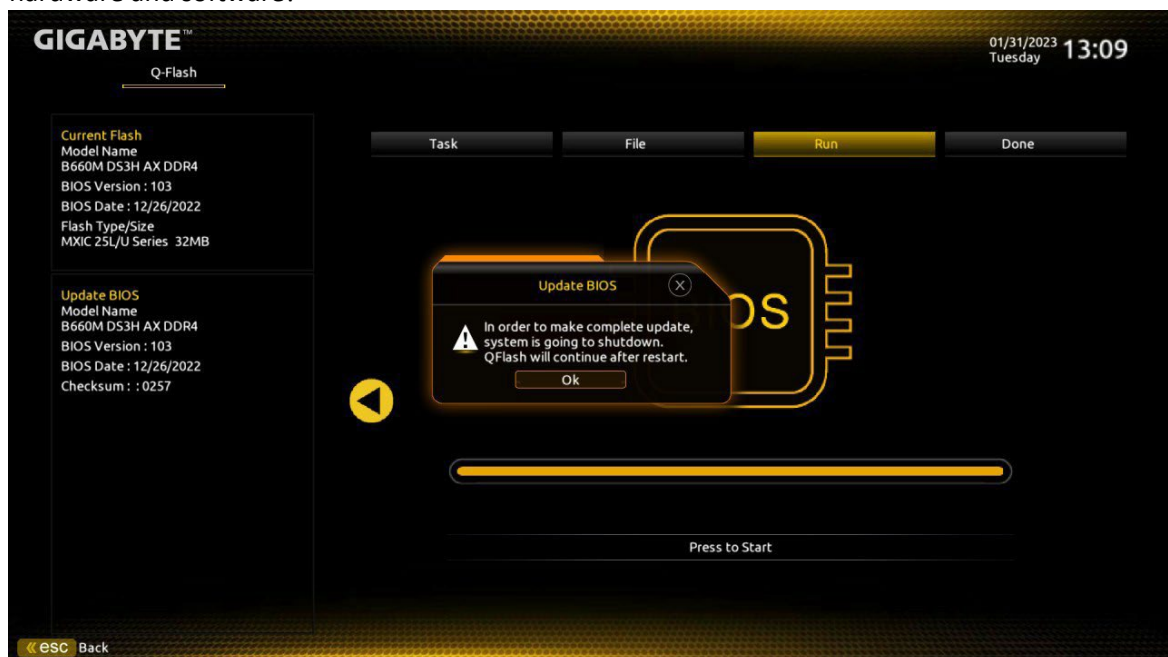 hardware and software.
GIGABYTE™
01/31/2023
Tuesday
13:09
Q-Flash
Current Flash
Model Name
B660M DS3H AX DDR4
BIOS Version : 103
BIOS Date : 12/26/2022
Flash Type/Size
MXIC 25L/U Series 32MB
Update BIOS
Model Name
B660M DS3H AX DDR4
BIOS Version : 103
BIOS Date : 12/26/2022
Checksum : : 0257
Task
File
Run
Done
OS
Update BIOS
In order to make complete update,
system is going to shutdown.
QFlash will continue after restart.
Ok
Press to Start
esc Back